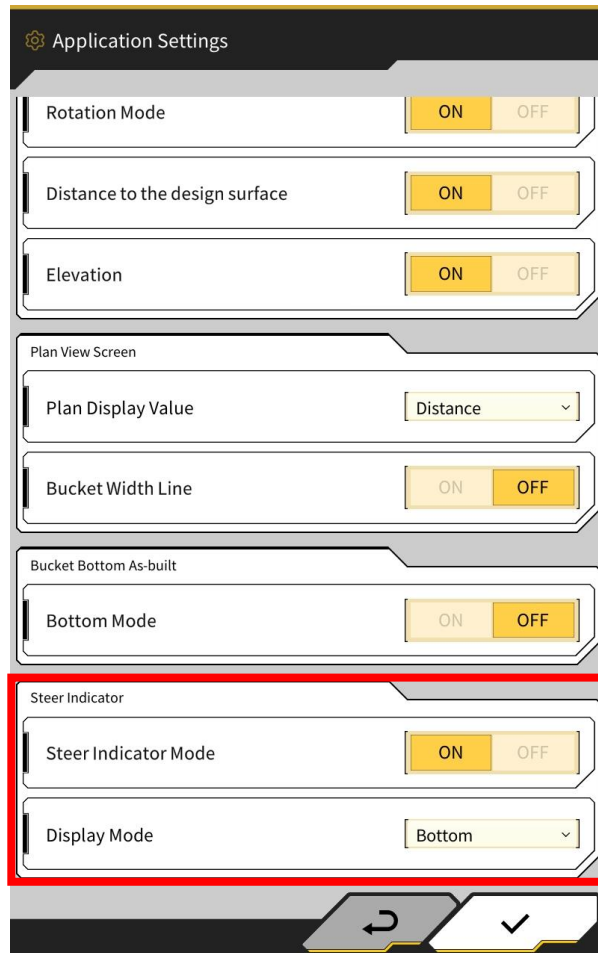 Application Settings
Rotation Mode ON OFF
Distance to the design surface ON OFF
Elevation ON OFF
Plan View Screen
Plan Display Value Distance
Bucket Width Line ON OFF
Bucket Bottom As-built
Bottom Mode ON OFF
Steer Indicator
Steer Indicator Mode ON OFF
Display Mode Bottom